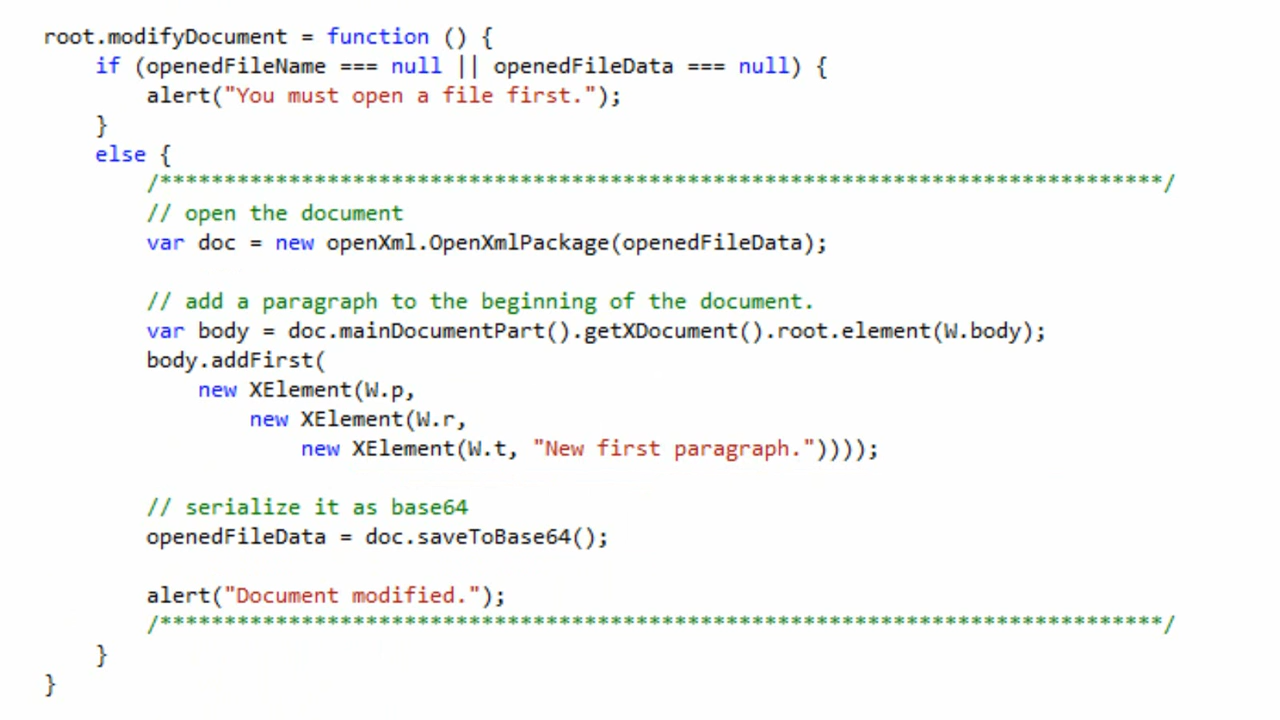 root.modifyDocument = function () {
if (openedFileName === null || openedFileData === null) {
alert("You must open a file first.");
}
else {
/******************************************************************************/
// open the document
var doc = new openXml.OpenXmlPackage(openedFileData);
// add a paragraph to the beginning of the document.
var body = doc.mainDocumentPart().getXDocument().root.element(W.body);
body.addFirst(
new XElement(W.p,
new XElement(W.r,
new XElement(W.t, "New first paragraph."))));
// serialize it as base64
openedFileData = doc.saveToBase64();
alert("Document modified.");
/******************************************************************************/
}
}